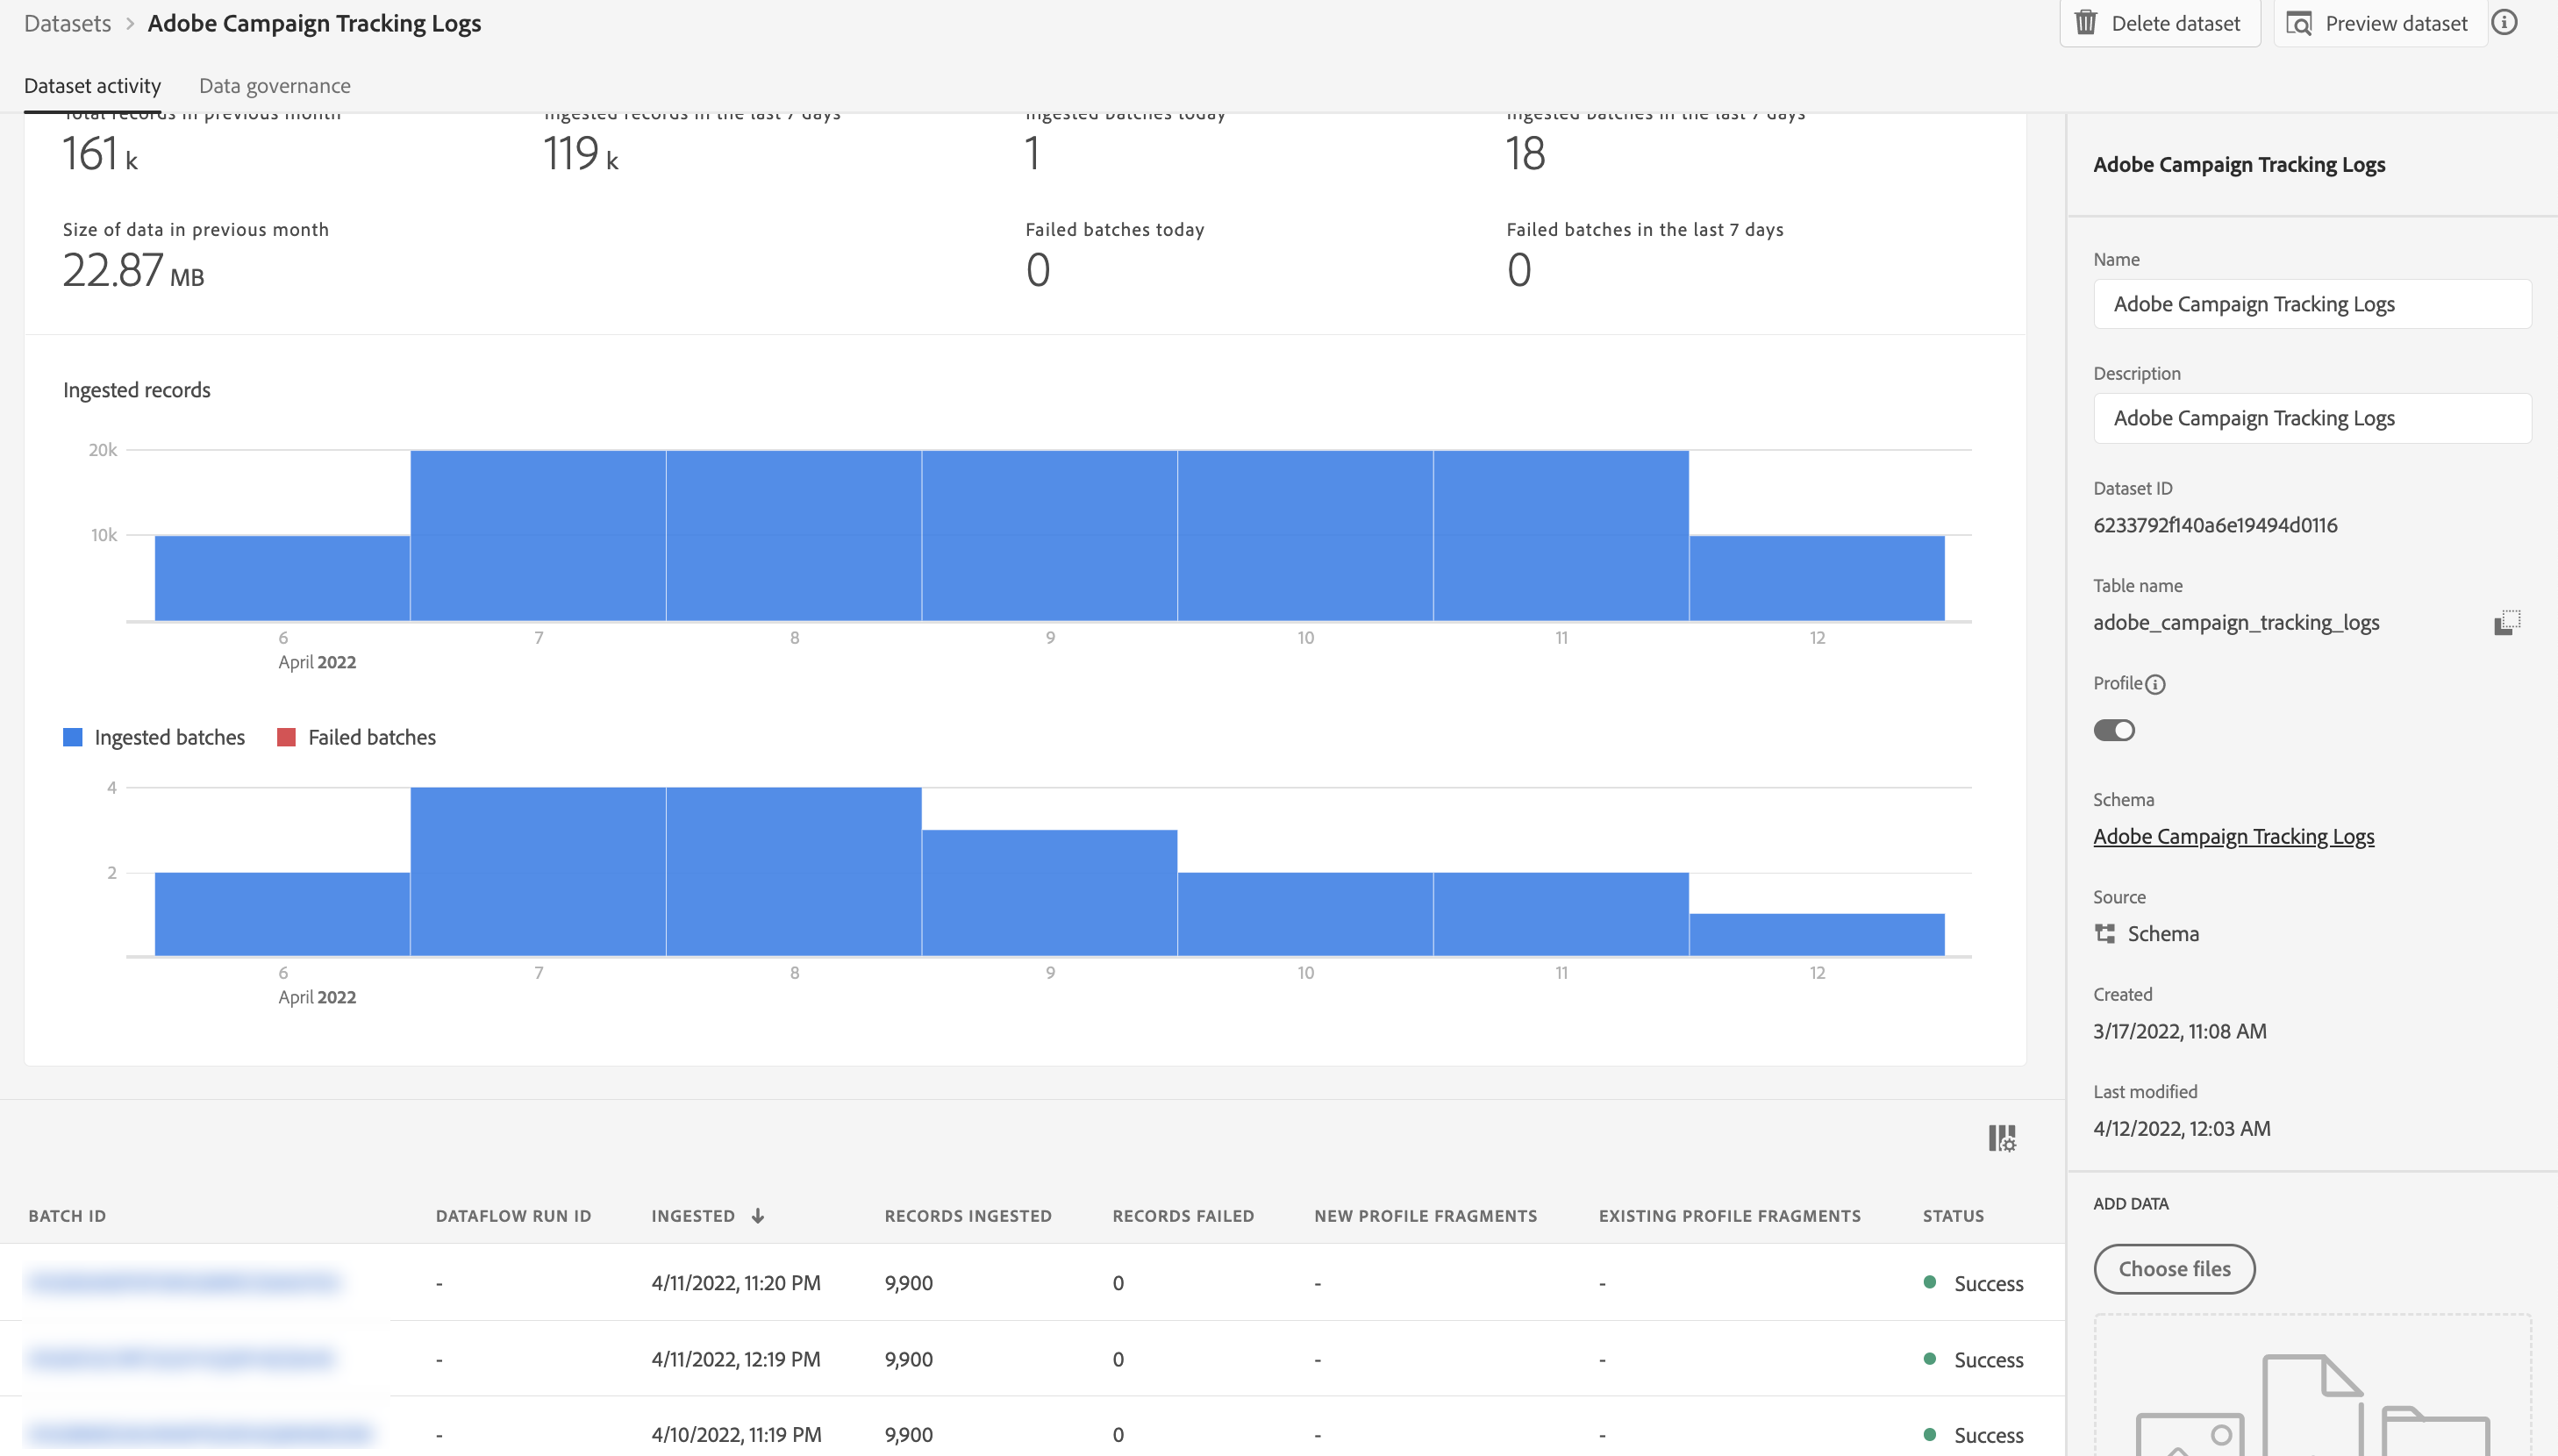 Datasets > Adobe Campaign Tracking Logs
Delete dataset
Preview dataset
Dataset activity
Data governance
Total records in previous month
Ingested records in the last 7 days
Ingested batches today
Ingested batches in the last 7 days
161 k
119 k
1
18
Size of data in previous month
Failed batches today
Failed batches in the last 7 days
22.87 MB
0
0
Ingested records
20k
10k
6 7 8 9 10 11 12
April 2022
Ingested batches
Failed batches
4
2
6 7 8 9 10 11 12
April 2022
BATCH ID DATAFLOW RUN ID INGESTED RECORDS INGESTED RECORDS FAILED NEW PROFILE FRAGMENTS EXISTING PROFILE FRAGMENTS STATUS
- 4/11/2022, 11:20 PM 9,900 0 - - Success
- 4/11/2022, 12:19 PM 9,900 0 - - Success
- 4/10/2022, 11:19 PM 9,900 0 - - Success
Adobe Campaign Tracking Logs
Name
Adobe Campaign Tracking Logs
Description
Adobe Campaign Tracking Logs
Dataset ID
6233792f140a6e19494d0116
Table name
adobe_campaign_tracking_logs
Profile
Schema
Adobe Campaign Tracking Logs
Source
Schema
Created
3/17/2022, 11:08 AM
Last modified
4/12/2022, 12:03 AM
ADD DATA
Choose files